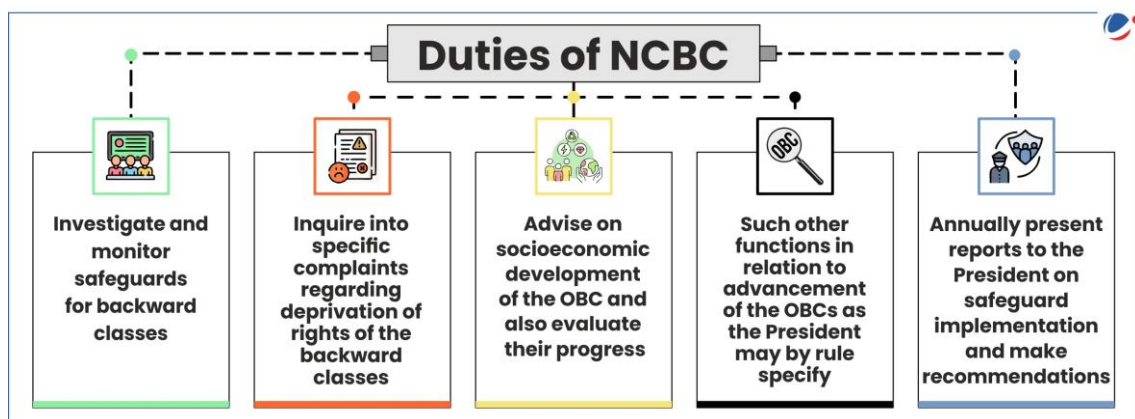 Duties of NCBC
Investigate and
monitor
safeguards
for backward
classes
Inquire into
specific
complaints
regarding
deprivation of
rights of the
backward
classes
Advise on
socioeconomic
development
of the OBC and
also evaluate
their progress
OBC
Such other
functions in
relation to
advancement
of the OBCs as
the President
may by rule
specify
Annually present
reports to the
President on
safeguard
implementation
and make
recommendations